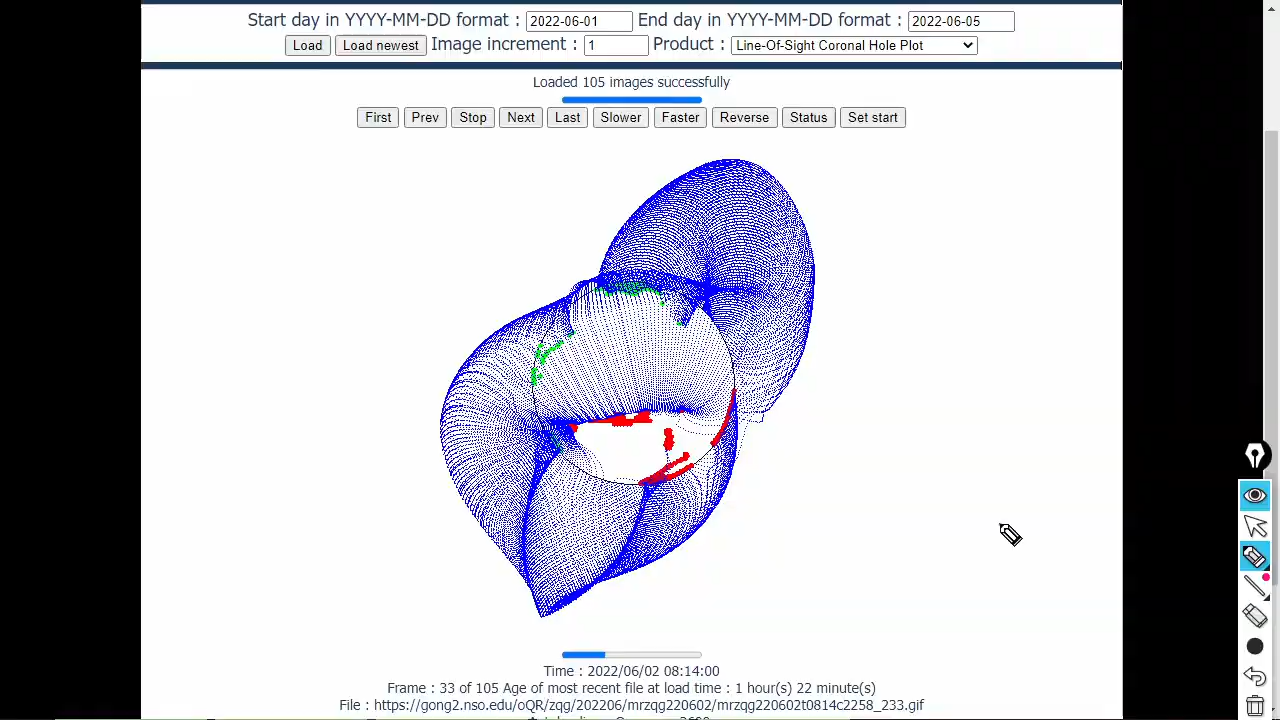 Start day in YYYY-MM-DD format : 2022-06-01 End day in YYYY-MM-DD format : 2022-06-05
Load Load newest Image increment : 1 Product : Line-Of-Sight Coronal Hole Plot
Loaded 105 images successfully
First Prev Stop Next Last Slower Faster Reverse Status Set start
Time : 2022/06/02 08:14:00
Frame : 33 of 105 Age of most recent file at load time : 1 hour(s) 22 minute(s)
File : https://gong2.nso.edu/oQR/zqg/202206/mrzqg220602/mrzqg220602t0814c2258_233.gif